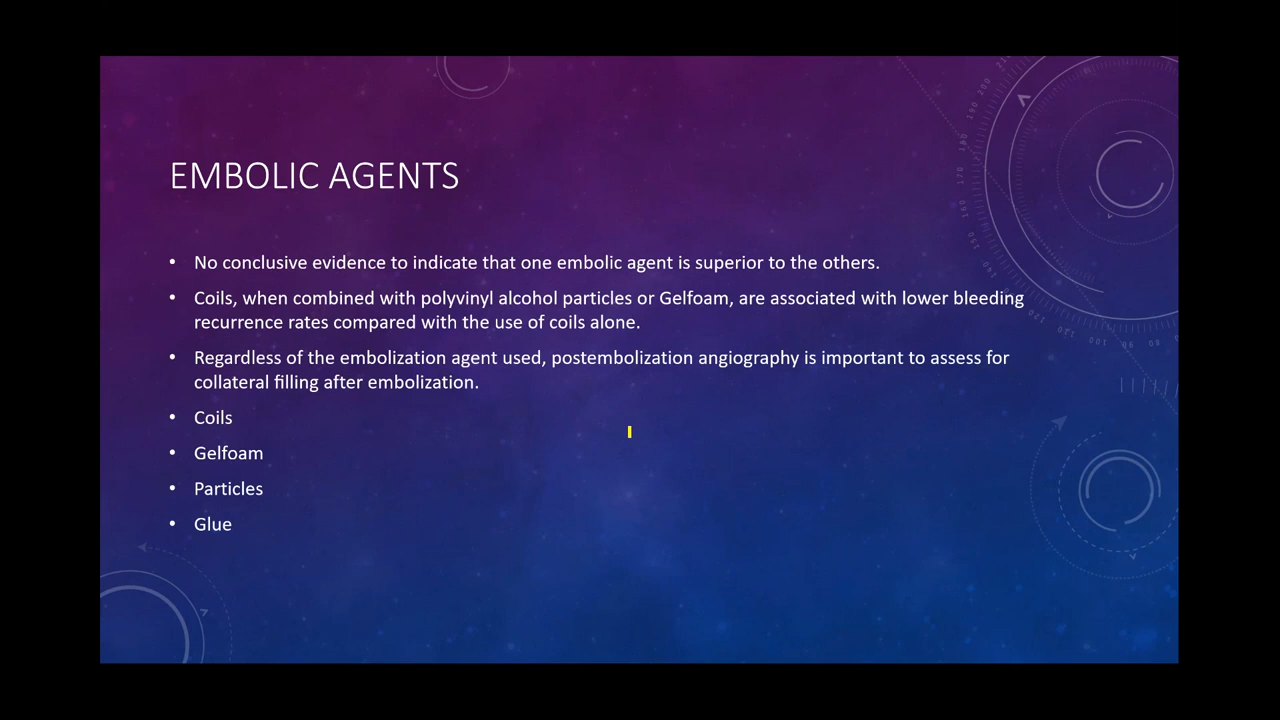 EMBOLIC AGENTS
• No conclusive evidence to indicate that one embolic agent is superior to the others.
• Coils, when combined with polyvinyl alcohol particles or Gelfoam, are associated with lower bleeding
recurrence rates compared with the use of coils alone.
• Regardless of the embolization agent used, postembolization angiography is important to assess for
collateral filling after embolization.
• Coils
• Gelfoam
• Particles
• Glue